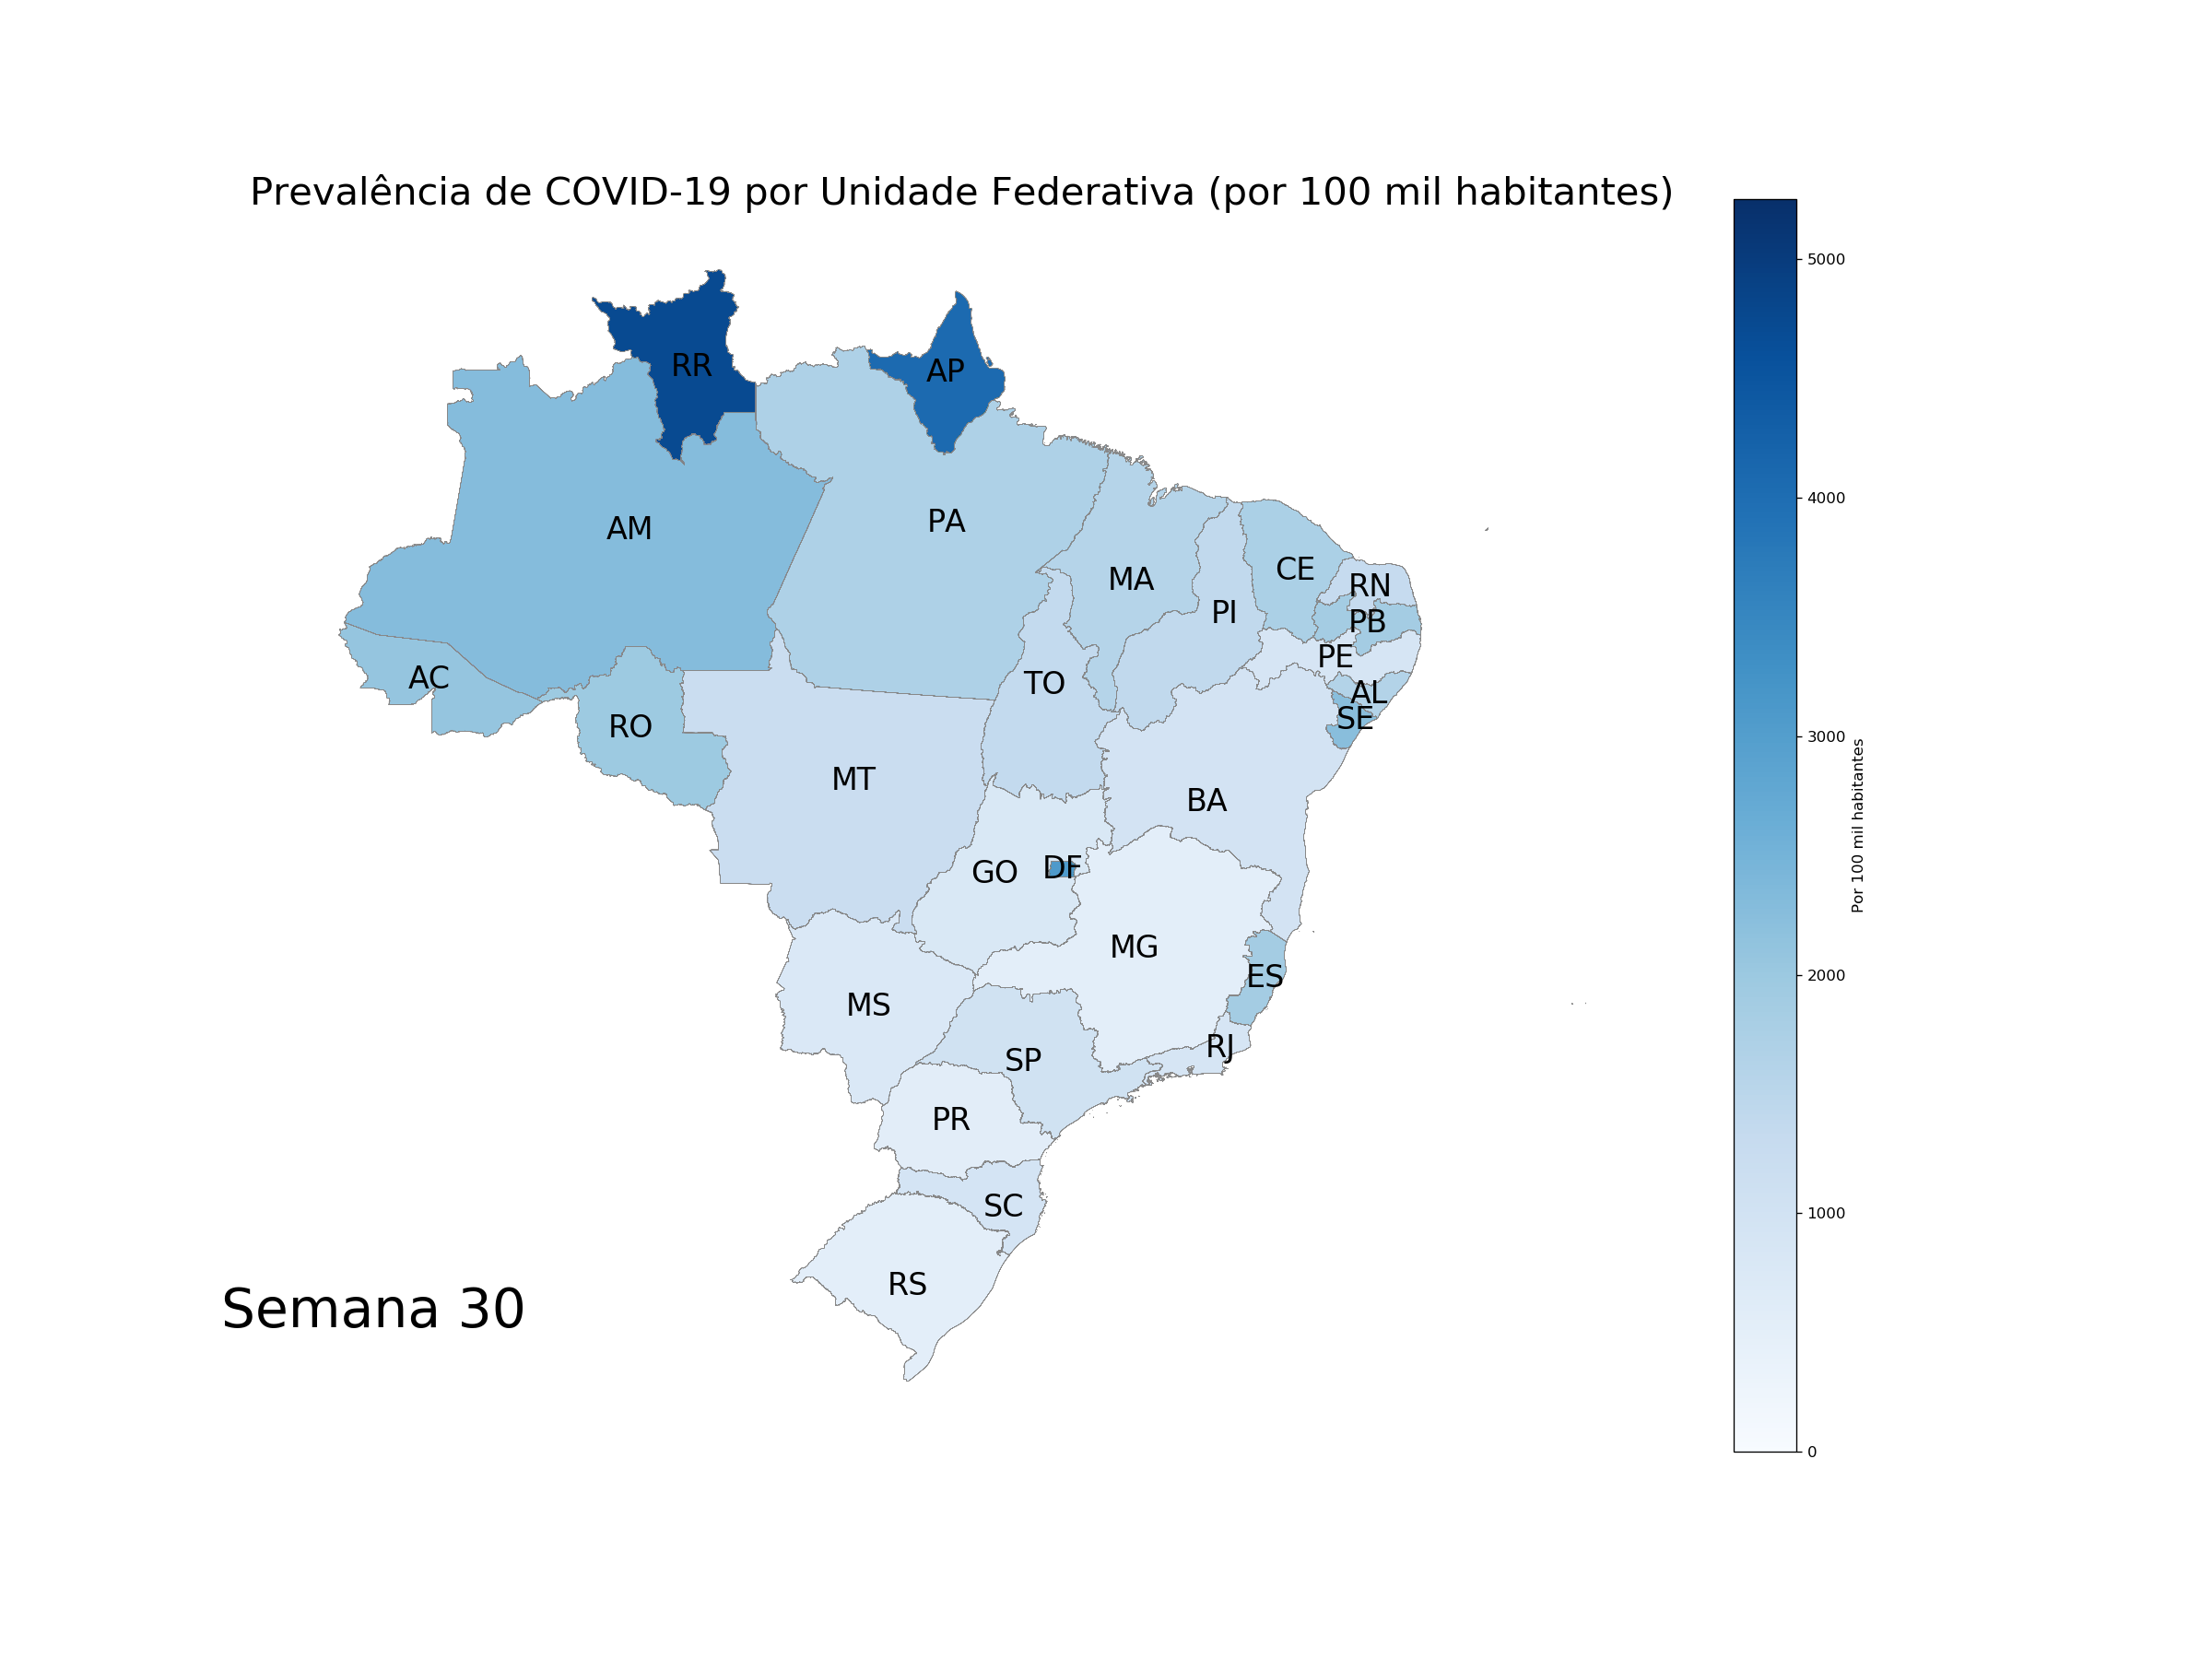 Prevalência de COVID-19 por Unidade Federativa (por 100 mil habitantes)
5000
RR
AP
4000
AM
PA
CE
MA
RN
PI
PB
PE
AC
TO
AL
SE
RO
3000
MT
BA
Por 100 mil habitantes
GO
DF
MG
2000
ES
MS
RJ
SP
PR
SC
1000
RS
Semana 30
0